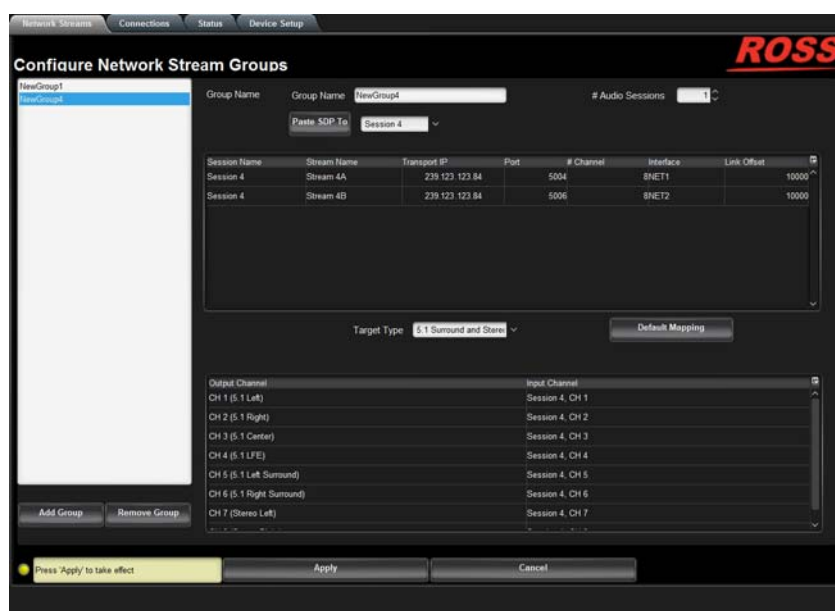 Network Streams Connections Status Device Setup
ROSS
Configure Network Stream Groups
NewGroup1
NewGroup4
Group Name Group Name NewGroup4 # Audio Sessions 1
Paste SDP To Session 4
Session Name Stream Name Transport IP Port # Channel Interface Link Offset
Session 4 Stream 4A 239.123.123.84 5004 8NET1 10000
Session 4 Stream 4B 239.123.123.84 5006 8NET2 10000
Target Type 5.1 Surround and Stere Default Mapping
Output Channel Input Channel
CH 1 (5.1 Left) Session 4, CH 1
CH 2 (5.1 Right) Session 4, CH 2
CH 3 (5.1 Center) Session 4, CH 3
CH 4 (5.1 LFE) Session 4, CH 4
CH 5 (5.1 Left Surround) Session 4, CH 5
CH 6 (5.1 Right Surround) Session 4, CH 6
CH 7 (Stereo Left) Session 4, CH 7
Add Group Remove Group
Press 'Apply' to take effect Apply Cancel